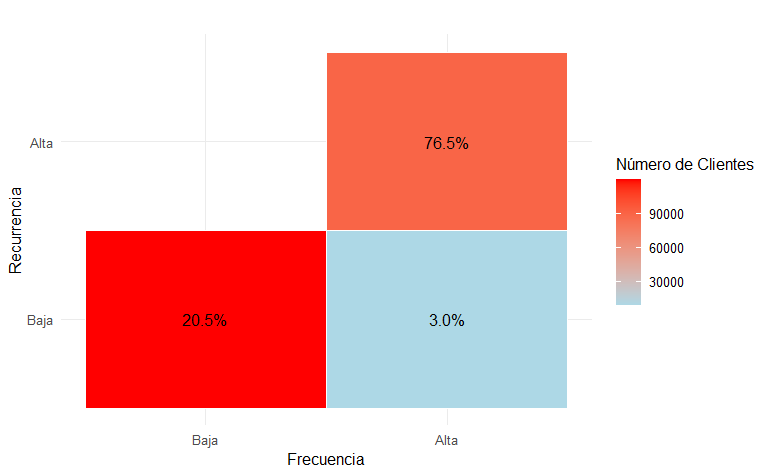 Recurrencia
Alta
Baja
76.5%
20.5%
3.0%
Baja
Alta
Frecuencia
Número de Clientes
90000
60000
30000